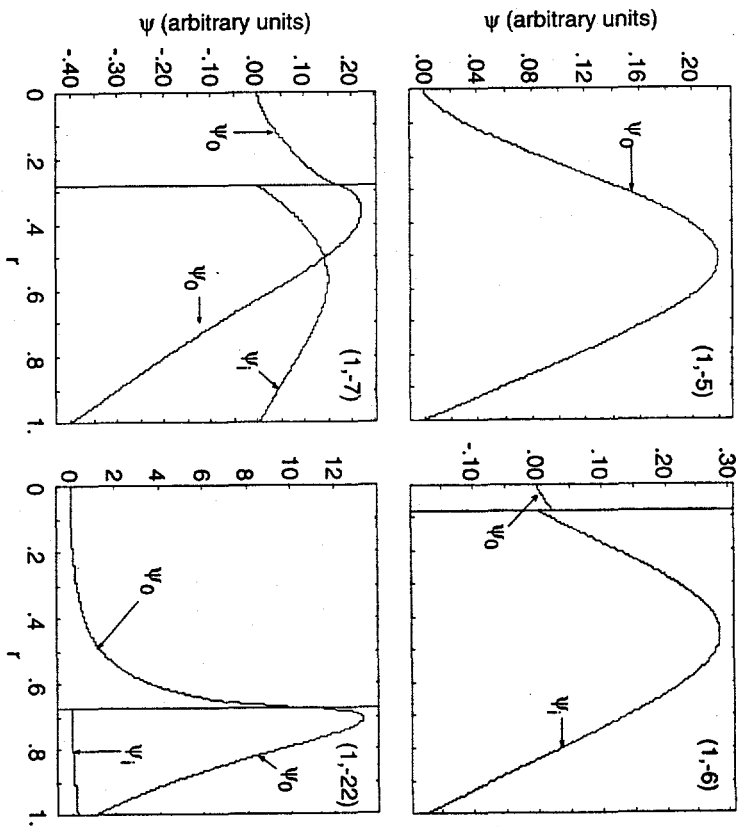 ψ (arbitrary units)
.20
.16
.12
.08
.04
.00
(1,-5)
ψ₀
.30
.20
.10
.00
-.10
(1,-6)
ψ₀
ψᵢ
ψ (arbitrary units)
.20
.10
.00
-.10
-.20
-.30
-.40
(1,-7)
ψ₀
ψ₀
ψᵢ
0 .2 .4 .6 .8 1.
r
12
10
8
6
4
2
0
(1,-22)
ψ₀
ψ₀
ψᵢ
0 .2 .4 .6 .8 1.
r